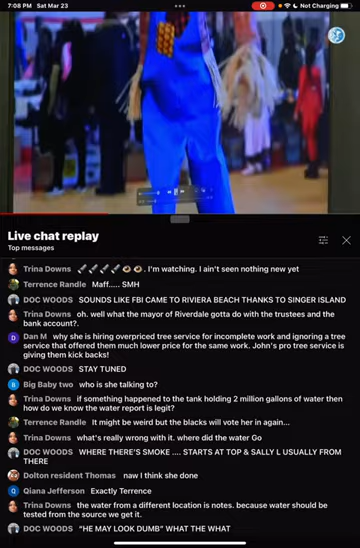 7:08 PM Sat Mar 23
Not Charging
Live chat replay
Top messages
Trina Downs . I'm watching. I ain't seen nothing new
yet
Terrence Randle Maff..... SMH
DOC WOODS SOUNDS LIKE FBI CAME TO RIVIERA BEACH THANKS TO SINGER ISLAND
Trina Downs oh. well what the mayor of Riverdale gotta do with the trustees and the
bank account?.
D Dan M why she is hiring overpriced tree service for incomplete work and ignoring a tree
service that offered them much lower price for the same work. John's pro tree service is
giving them kick backs!
DOC WOODS STAY TUNED
B Big Baby two who is she talking to?
Trina Downs if something happened to the tank holding 2 million gallons of water then
how do we know the water report is legit?
Terrence Randle It might be weird but the blacks will vote her in again...
Trina Downs what's really wrong with it. where did the water Go
DOC WOODS WHERE THERE'S SMOKE .... STARTS AT TOP & SALLY L USUALLY FROM
THERE
Dolton resident Thomas naw I think she done
Q Qiana Jefferson Exactly Terrence
Trina Downs the water from a different location is notes. because water should be
tested from the source we get it.
DOC WOODS "HE MAY LOOK DUMB" WHAT THE WHAT